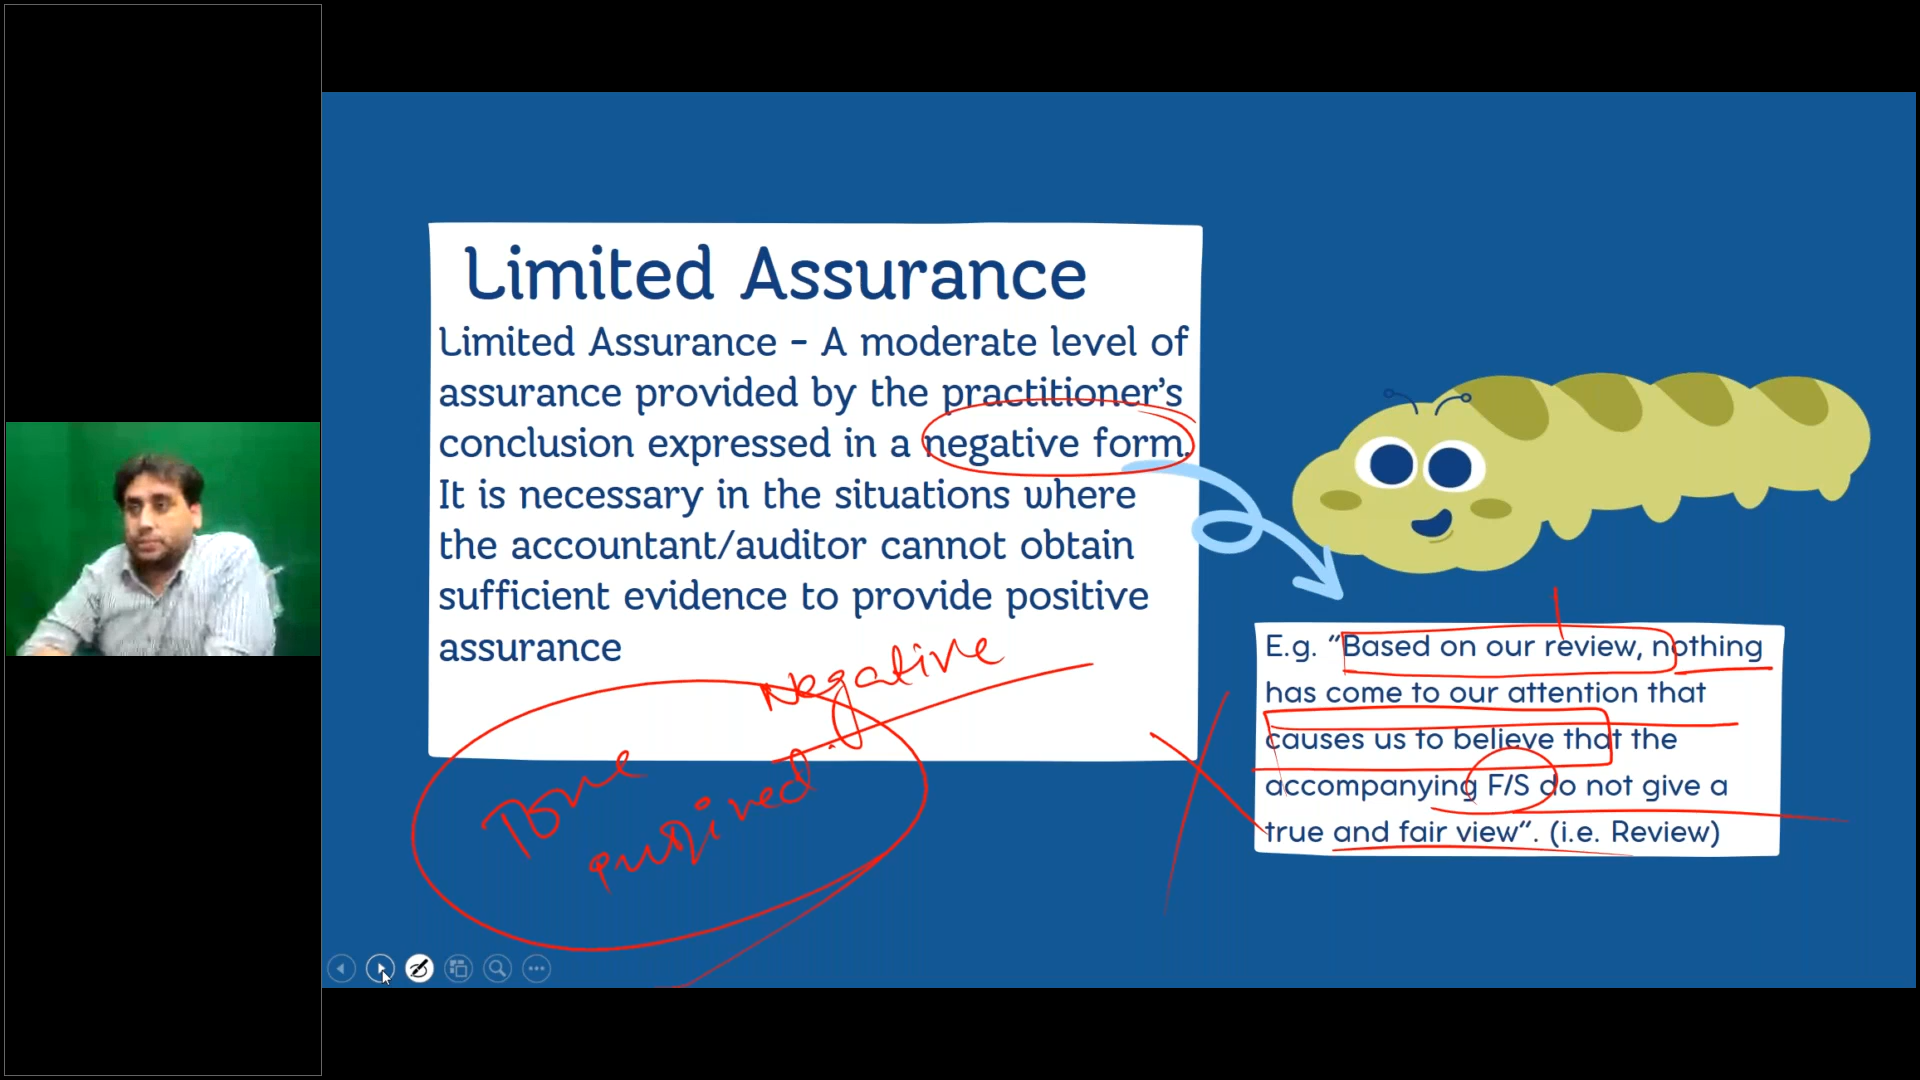 Limited Assurance
Limited Assurance - A moderate level of
assurance provided by the practitioner's
conclusion expressed in a negative form.
It is necessary in the situations where
the accountant/auditor cannot obtain
sufficient evidence to provide positive
assurance
Negative
E.g. "Based on our review, nothing
has come to our attention that
causes us to believe that the
accompanying F/S do not give a
true and fair view". (i.e. Review)